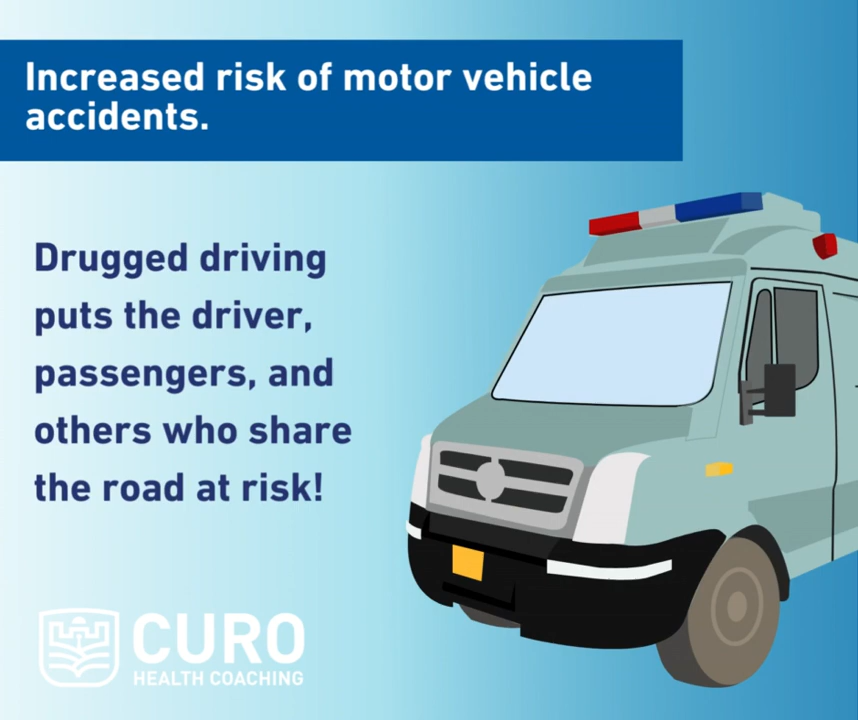 Increased risk of motor vehicle
accidents.
Drugged driving
puts the driver,
passengers, and
others who share
the road at risk!
CURO
HEALTH COACHING